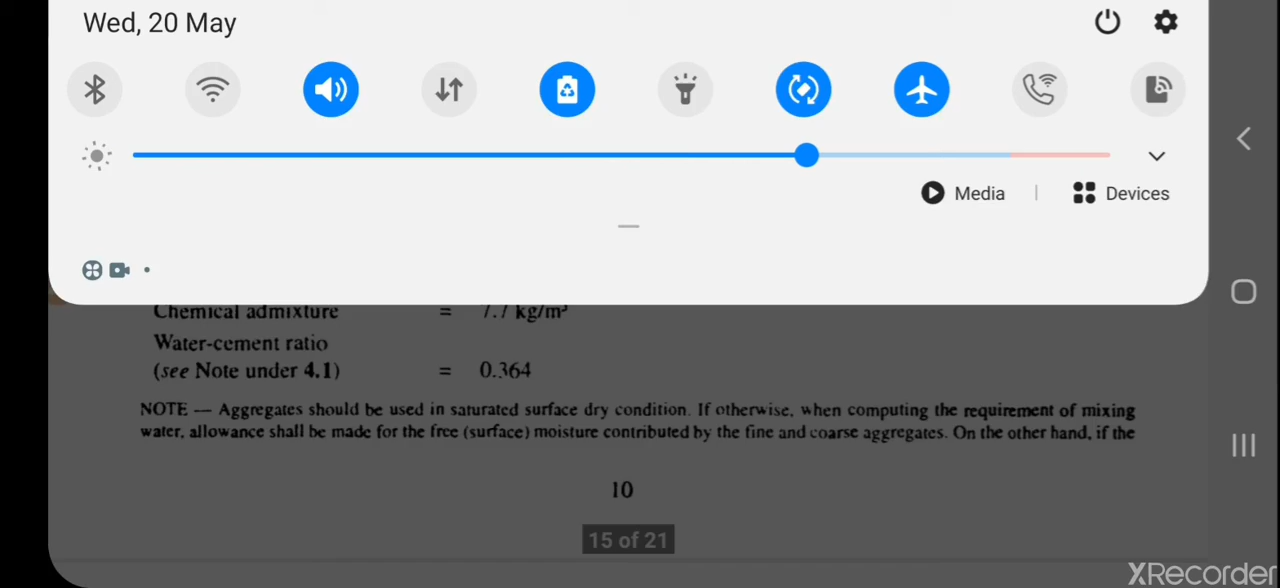 Wed, 20 May
Media | Devices
Chemical admixture = 7.7 kg/m³
Water-cement ratio
(see Note under 4.1) = 0.364
NOTE — Aggregates should be used in saturated surface dry condition. If otherwise, when computing the requirement of mixing
water, allowance shall be made for the free (surface) moisture contributed by the fine and coarse aggregates. On the other hand, if the
10
15 of 21
XRecorder